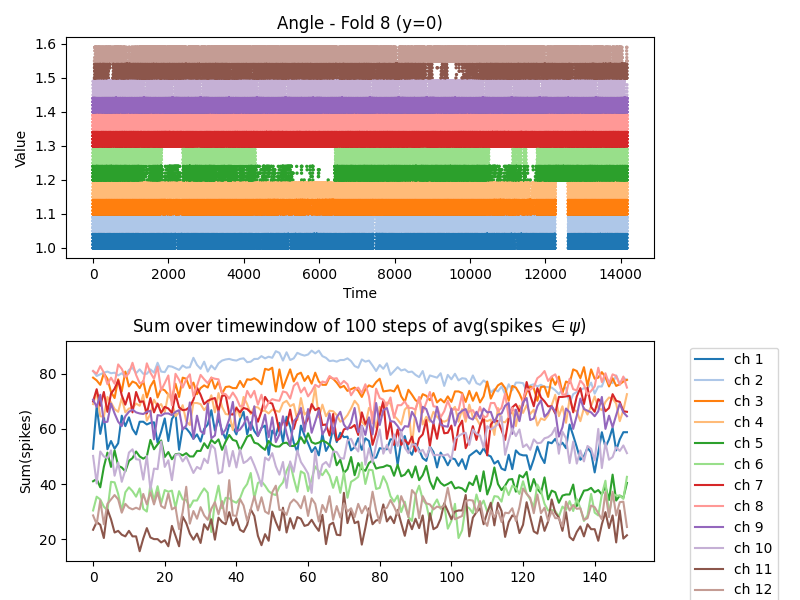 Angle - Fold 8 (y=0)
1.6
1.5
1.4
1.3
1.2
1.1
1.0
Value
0 2000 4000 6000 8000 10000 12000 14000
Time
Sum over timewindow of 100 steps of avg(spikes ∈ψ)
80
60
40
20
Sum(spikes)
0 20 40 60 80 100 120 140
ch 1
ch 2
ch 3
ch 4
ch 5
ch 6
ch 7
ch 8
ch 9
ch 10
ch 11
ch 12